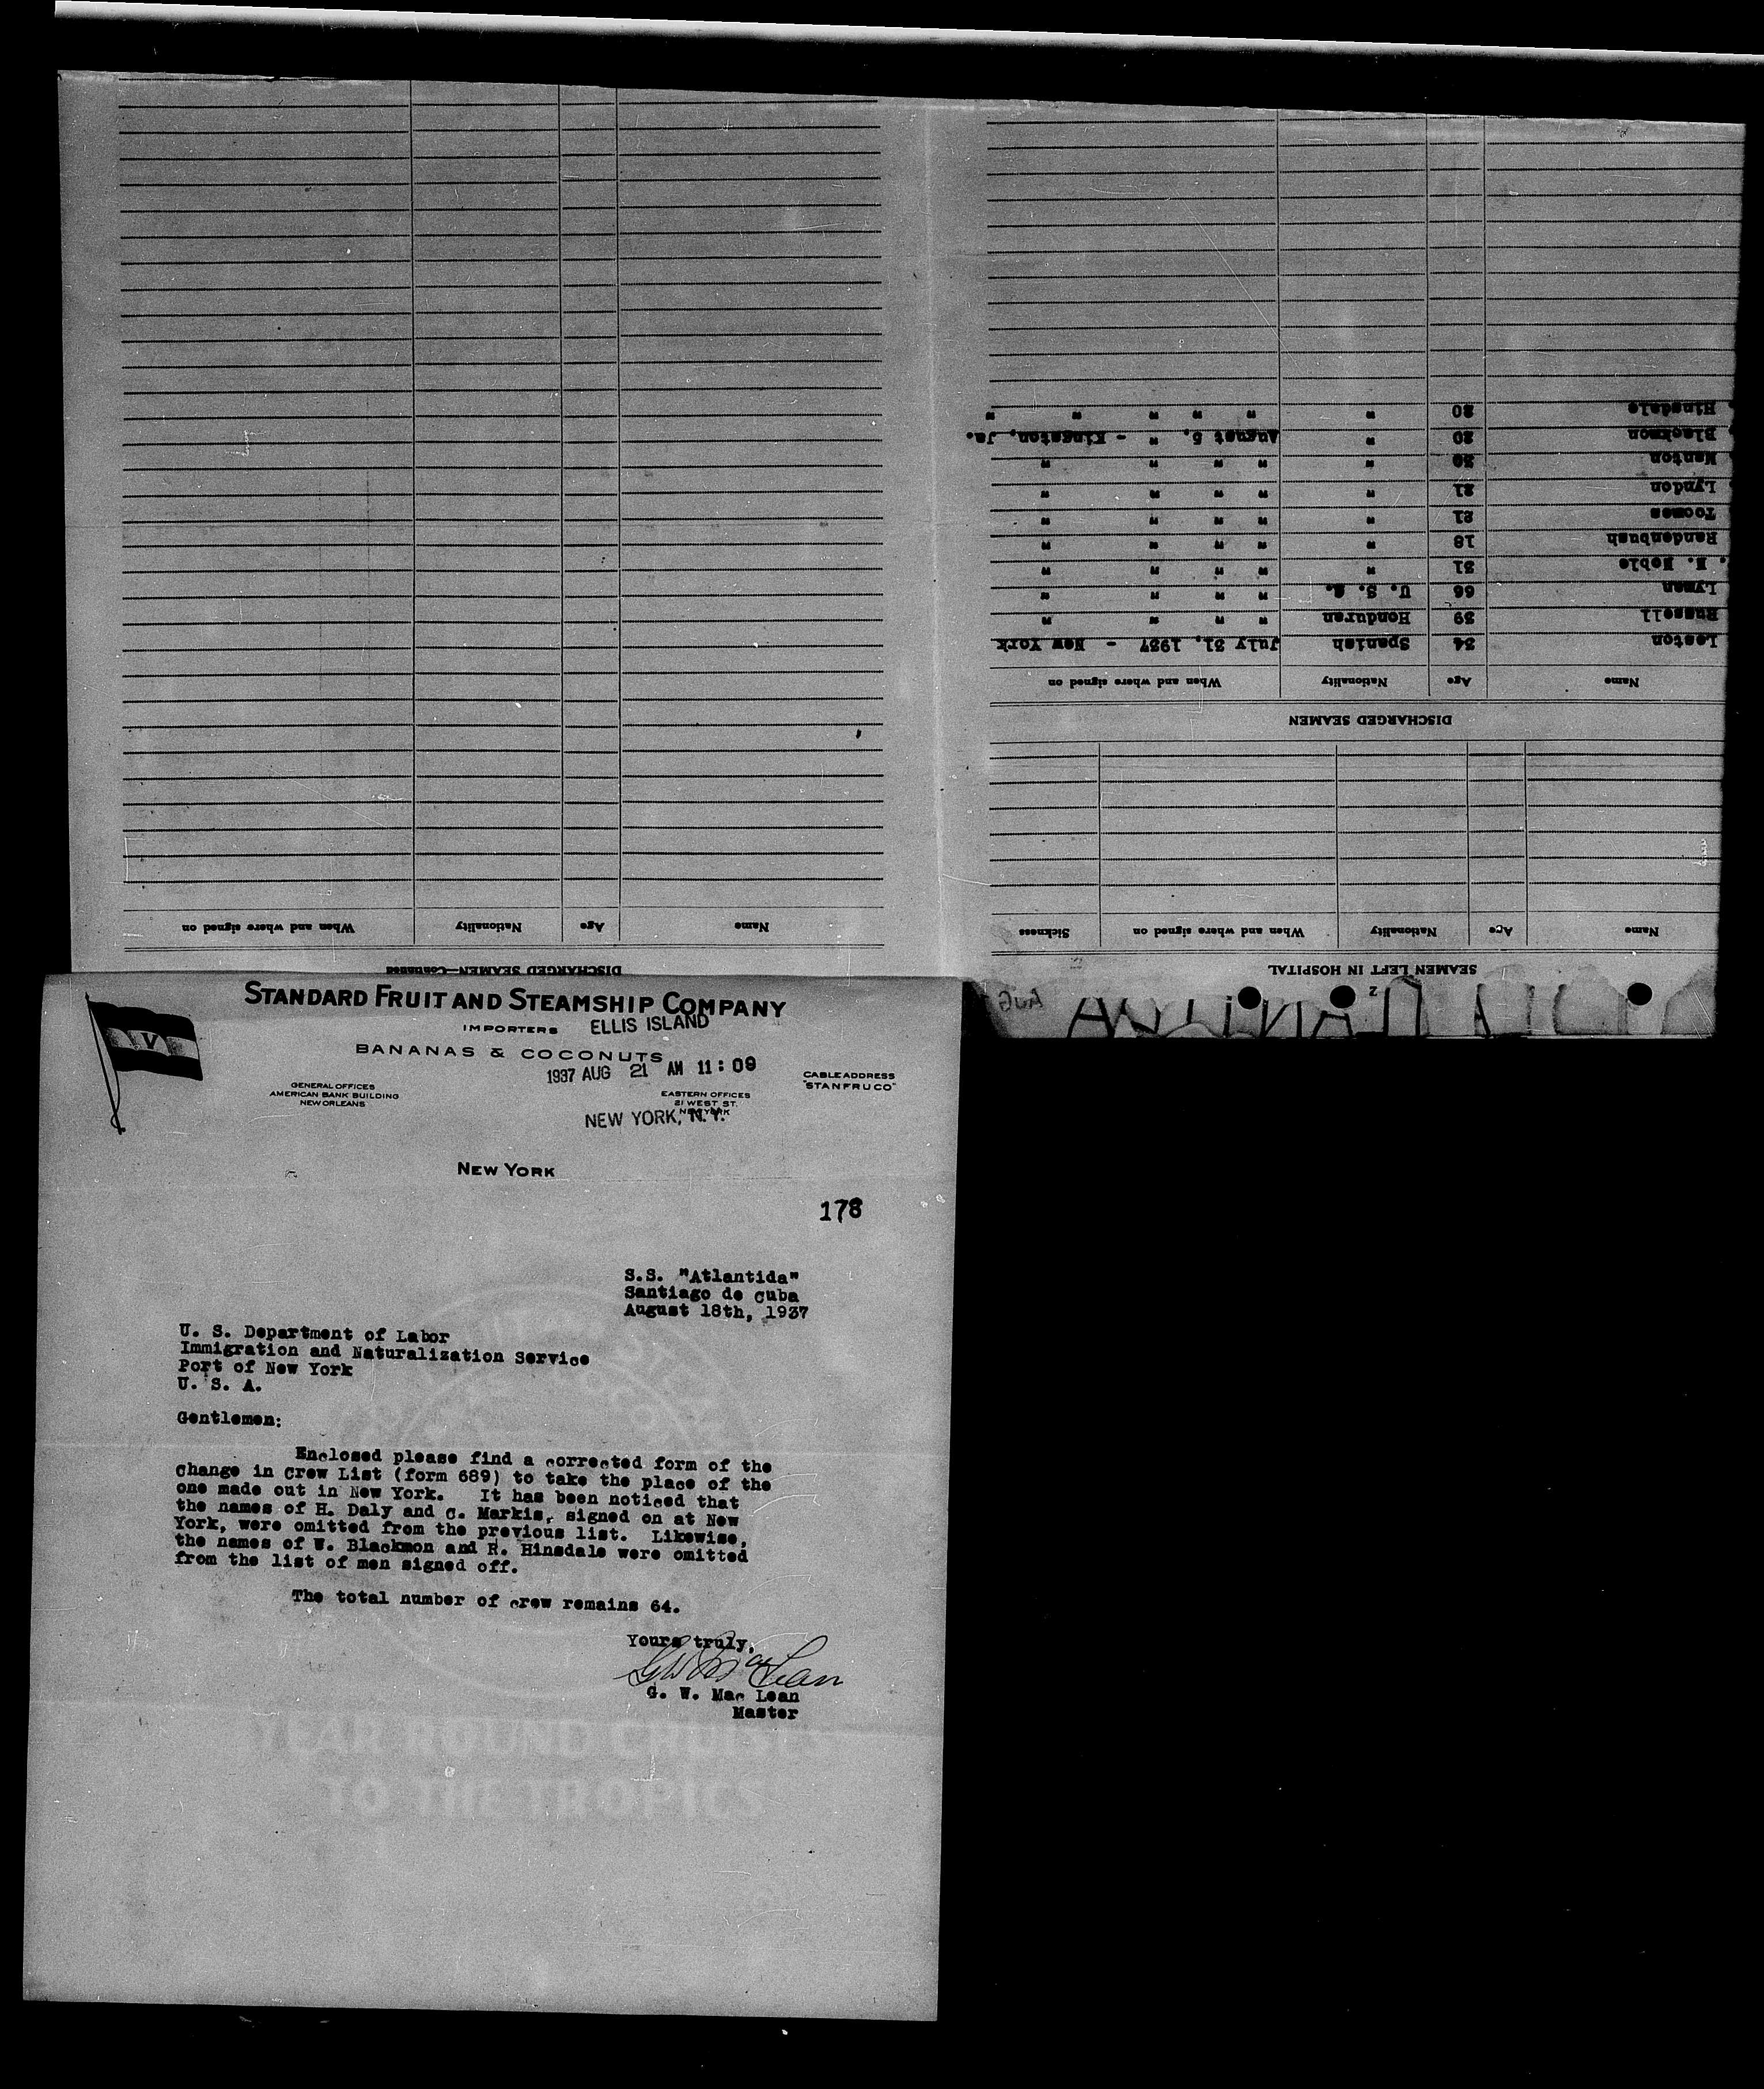 STANDARD FRUIT AND STEAMSHIP COMPANY
IMPORTERS
ELLIS ISLAND
BANANAS & COCONUTS
1937 AUG 21 AM 11:09
GENERAL OFFICES
AMERICAN BANK BUILDING
NEW ORLEANS
EASTERN OFFICES
21 WEST ST.
NEW YORK
CABLE ADDRESS
"STANFRUCO"
NEW YORK, N.Y.
NEW YORK
V
178
S.S. "Atlantida"
Santiago de Cuba
August 18th, 1937
U. S. Department of Labor
Immigration and Naturalization Service
Port of New York
U. S. A.
Gentlemen:
Enclosed please find a corrected form of the
Change in Crew List (form 689) to take the place of the
one made out in New York. It has been noticed that
the names of H. Daly and C. Markis, signed on at New
York, were omitted from the previous list. Likewise,
the names of W. Blackmon and R. Hinsdale were omitted
from the list of men signed off.
The total number of crew remains 64.
Yours truly,
G W Mac Lean
G. W. Mac Lean
Master
YEAR ROUND CRUISES
TO THE TROPICS
2
SEAMEN LEFT IN HOSPITAL
Name Age Nationality When and where signed on Sickness
DISCHARGED SEAMEN
Name Age Nationality When and where signed on
Leston 34 Spanish July 31, 1937 - New York
Russell 39 Honduran " " " "
Lyman 66 U. S. A. " " " "
. N. Noble 31 " " " " "
Randenbush 18 " " " " "
Toomes 21 " " " " "
Lyndon 21 " " " " "
Manton 39 " " " " "
Blackmon 20 " August 5, " - Kingston, Ja.
Hinsdale 20 " " " " " "
DISCHARGED SEAMEN—Continued
Name Age Nationality When and where signed on